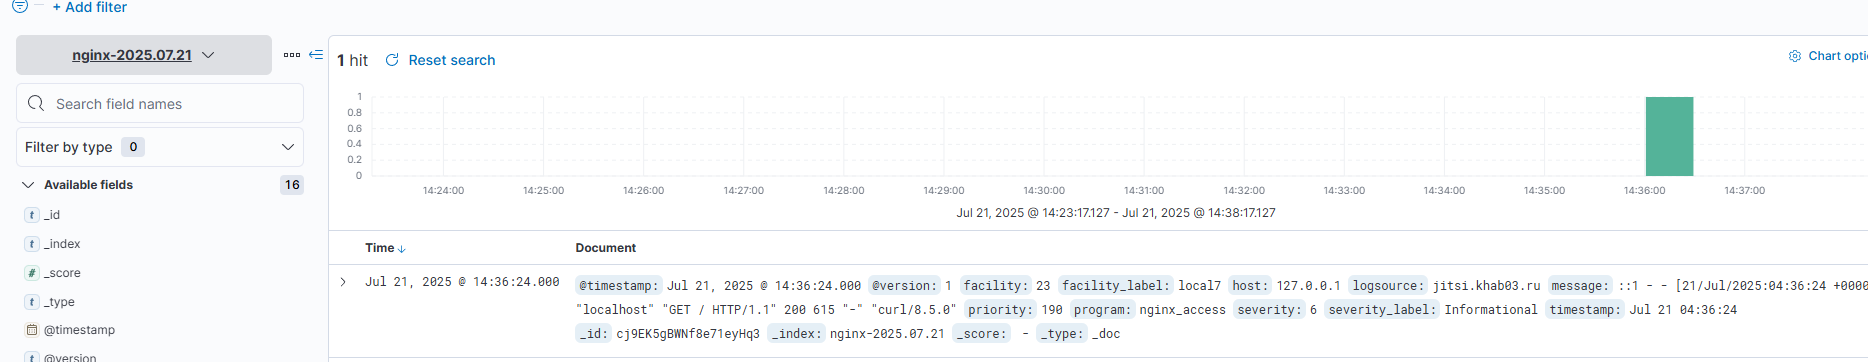 + Add filter
nginx-2025.07.21
1 hit Reset search
Chart opti
Search field names
Filter by type 0
Available fields 16
t _id
t _index
# _score
t _type
@timestamp
t @version
1
0.8
0.6
0.4
0.2
0
14:24:00 14:25:00 14:26:00 14:27:00 14:28:00 14:29:00 14:30:00 14:31:00 14:32:00 14:33:00 14:34:00 14:35:00 14:36:00 14:37:00
Jul 21, 2025 @ 14:23:17.127 - Jul 21, 2025 @ 14:38:17.127
Time Document
Jul 21, 2025 @ 14:36:24.000 @timestamp: Jul 21, 2025 @ 14:36:24.000 @version: 1 facility: 23 facility_label: local7 host: 127.0.0.1 logsource: jitsi.khab03.ru message: ::1 - - [21/Jul/2025:04:36:24 +0000
"localhost" "GET / HTTP/1.1" 200 615 "-" "curl/8.5.0" priority: 190 program: nginx_access severity: 6 severity_label: Informational timestamp: Jul 21 04:36:24
_id: cj9EK5gBWNf8e71eyHq3 _index: nginx-2025.07.21 _score: - _type: _doc